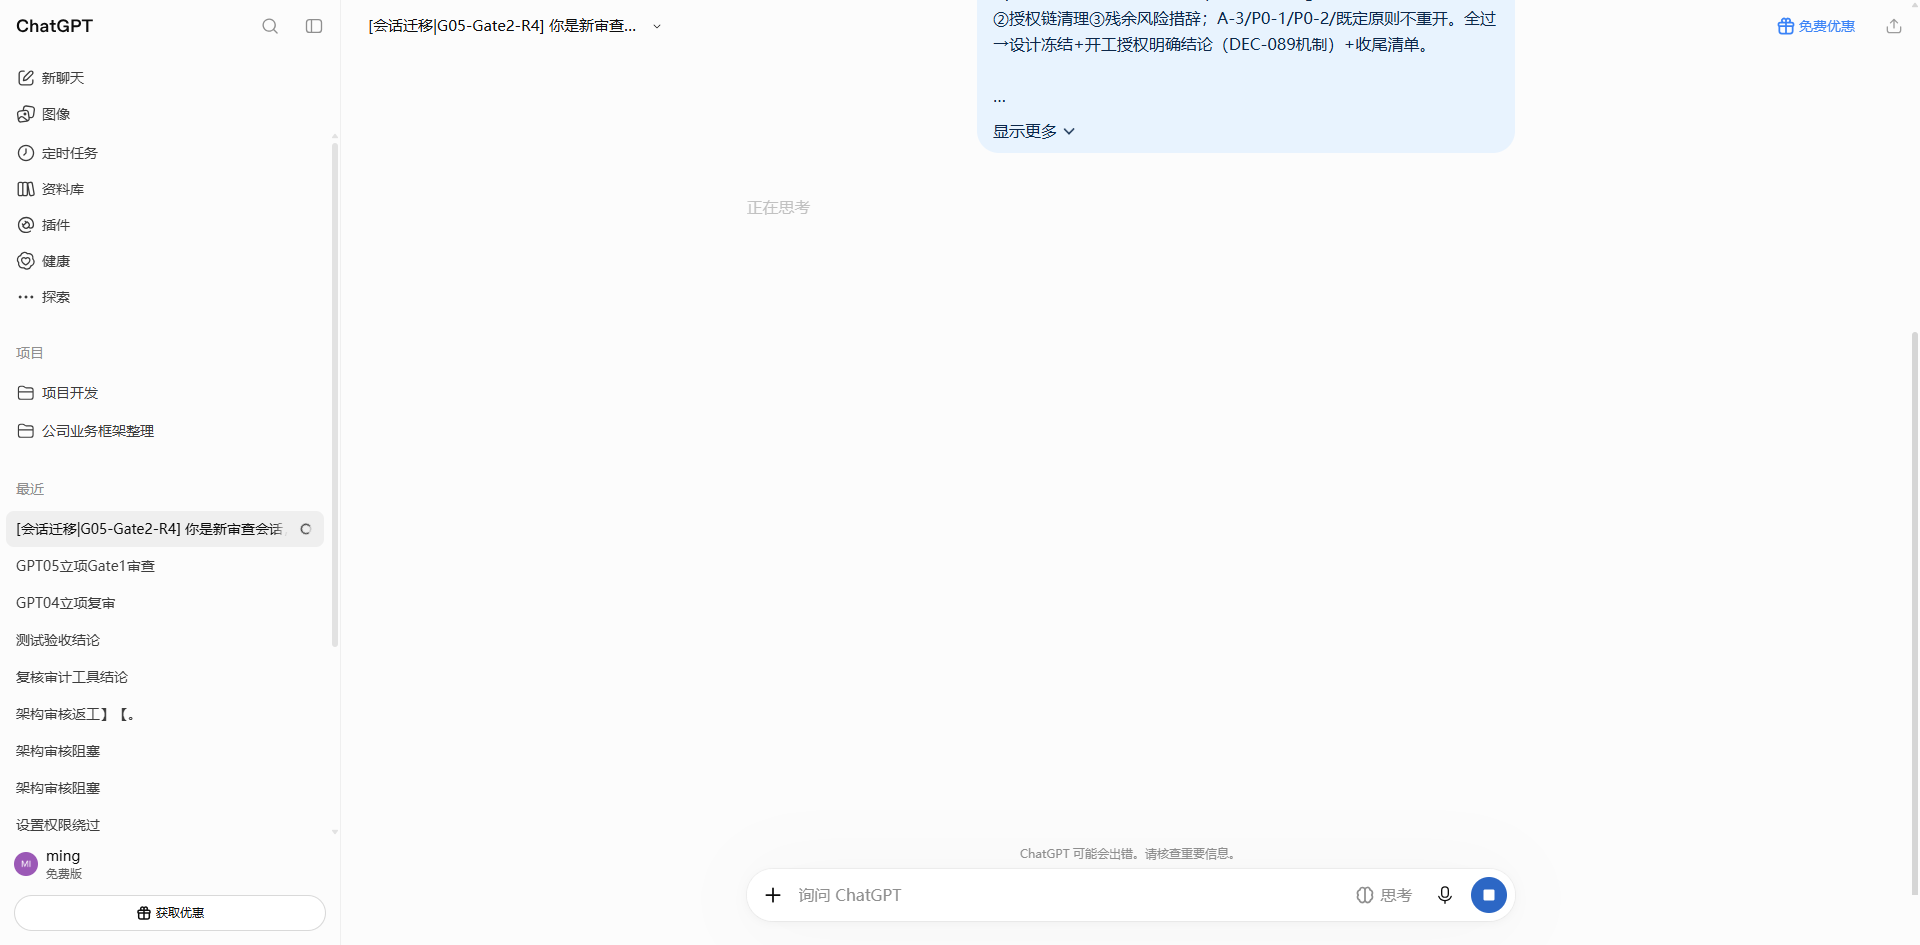 ChatGPT
新聊天
图像
定时任务
资料库
插件
健康
探索
项目
项目开发
公司业务框架整理
最近
[会话迁移|G05-Gate2-R4] 你是新审查会话
GPT05立项Gate1审查
GPT04立项复审
测试验收结论
复核审计工具结论
架构审核返工】【。
架构审核阻塞
架构审核阻塞
设置权限绕过
MI
ming
免费版
获取优惠
[会话迁移|G05-Gate2-R4] 你是新审查...
免费优惠
②授权链清理③残余风险措辞；A-3/P0-1/P0-2/既定原则不重开。全过
→设计冻结+开工授权明确结论（DEC-089机制）+收尾清单。
...
显示更多
正在思考
ChatGPT 可能会出错。请核查重要信息。
询问 ChatGPT
思考